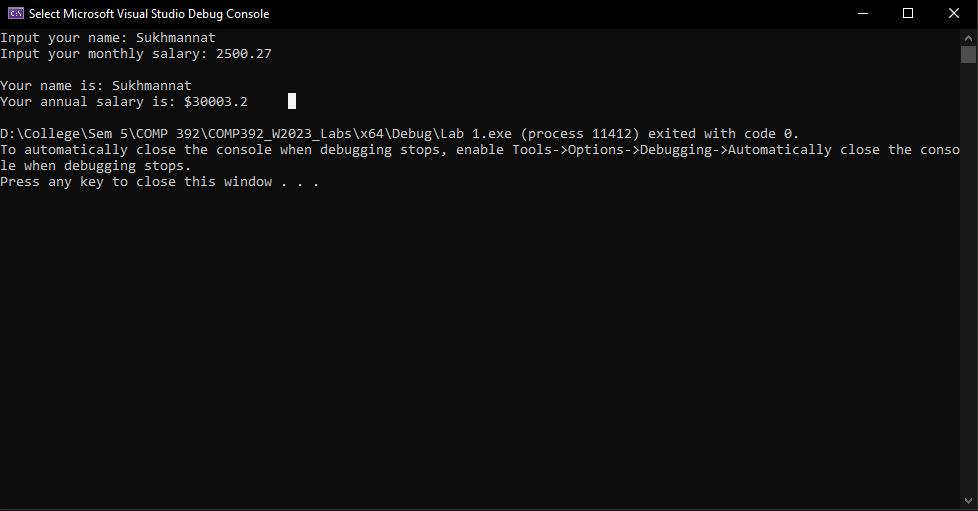 Select Microsoft Visual Studio Debug Console
Input your name: Sukhmannat
Input your monthly salary: 2500.27
Your name is: Sukhmannat
Your annual salary is: $30003.2
D:\College\Sem 5\COMP 392\COMP392_W2023_Labs\x64\Debug\Lab 1.exe (process 11412) exited with code 0.
To automatically close the console when debugging stops, enable Tools->Options->Debugging->Automatically close the conso
le when debugging stops.
Press any key to close this window . . .